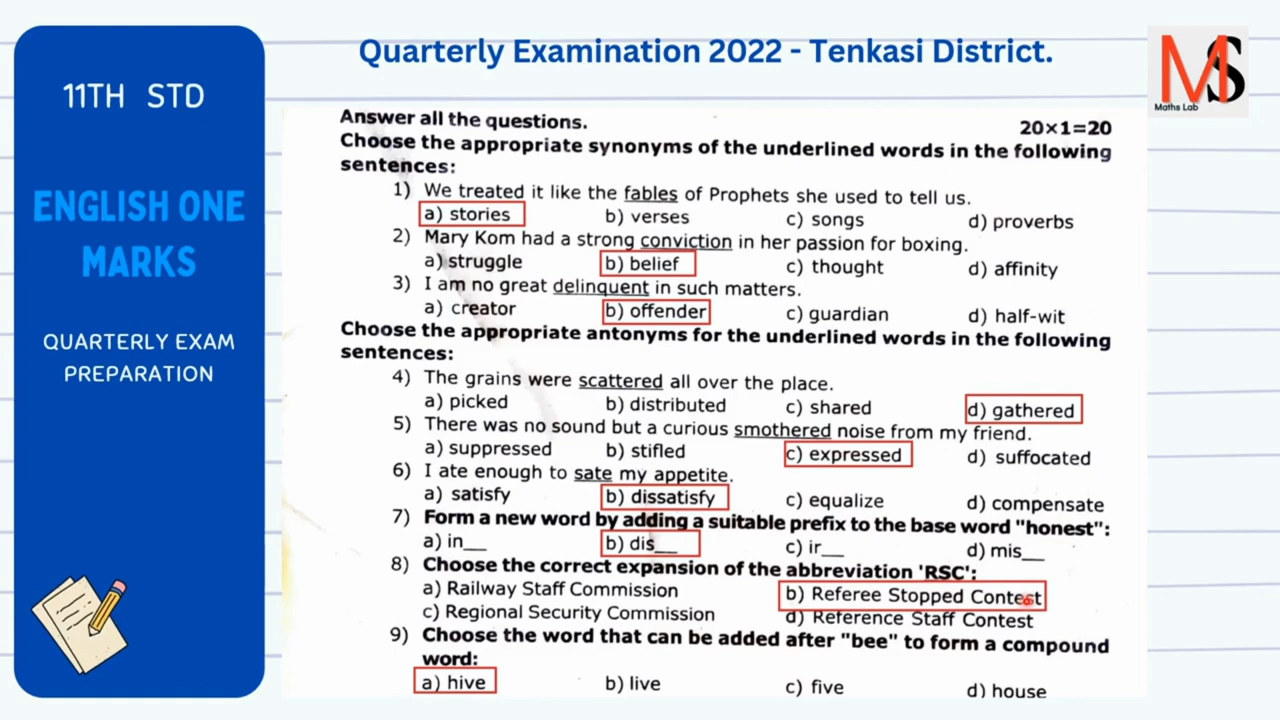 Quarterly Examination 2022 - Tenkasi District.
MS
Maths Lab
11TH STD
ENGLISH ONE
MARKS
QUARTERLY EXAM
PREPARATION
Answer all the questions. 20×1=20
Choose the appropriate synonyms of the underlined words in the following
sentences:
1) We treated it like the fables of Prophets she used to tell us.
a) stories b) verses c) songs d) proverbs
2) Mary Kom had a strong conviction in her passion for boxing.
a) struggle b) belief c) thought d) affinity
3) I am no great delinquent in such matters.
a) creator b) offender c) guardian d) half-wit
Choose the appropriate antonyms for the underlined words in the following
sentences:
4) The grains were scattered all over the place.
a) picked b) distributed c) shared d) gathered
5) There was no sound but a curious smothered noise from my friend.
a) suppressed b) stifled c) expressed d) suffocated
6) I ate enough to sate my appetite.
a) satisfy b) dissatisfy c) equalize d) compensate
7) Form a new word by adding a suitable prefix to the base word "honest":
a) in__ b) dis__ c) ir__ d) mis__
8) Choose the correct expansion of the abbreviation 'RSC':
a) Railway Staff Commission b) Referee Stopped Contest
c) Regional Security Commission d) Reference Staff Contest
9) Choose the word that can be added after "bee" to form a compound
word:
a) hive b) live c) five d) house